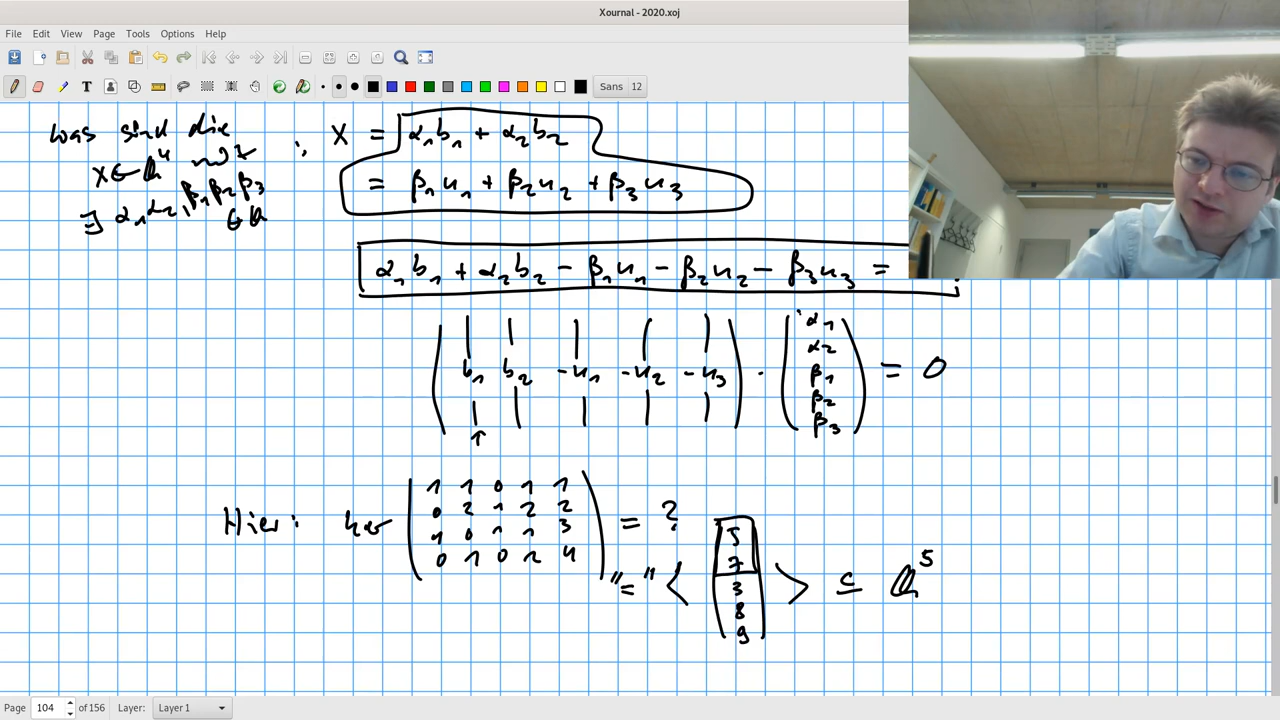 Xournal - 2020.xoj
File Edit View Page Tools Options Help
T Sans 12
was sind die
x ∈ ℚ⁴ mit
∃ α₁ α₂, β₁ β₂ β₃
∈ ℚ
: x = α₁b₁ + α₂b₂
= β₁u₁ + β₂u₂ + β₃u₃
α₁b₁ + α₂b₂ − β₁u₁ − β₂u₂ − β₃u₃ =
b₁ b₂ −u₁ −u₂ −u₃ · = 0
α₁
α₂
β₁
β₂
β₃
Hier: ker = ?
1 1 0 1 1
0 2 1 2 2
1 0 1 1 3
0 1 0 2 4
"=" < > ⊆ ℚ⁵
5
7
3
8
9
Page 104 of 156 Layer: Layer 1